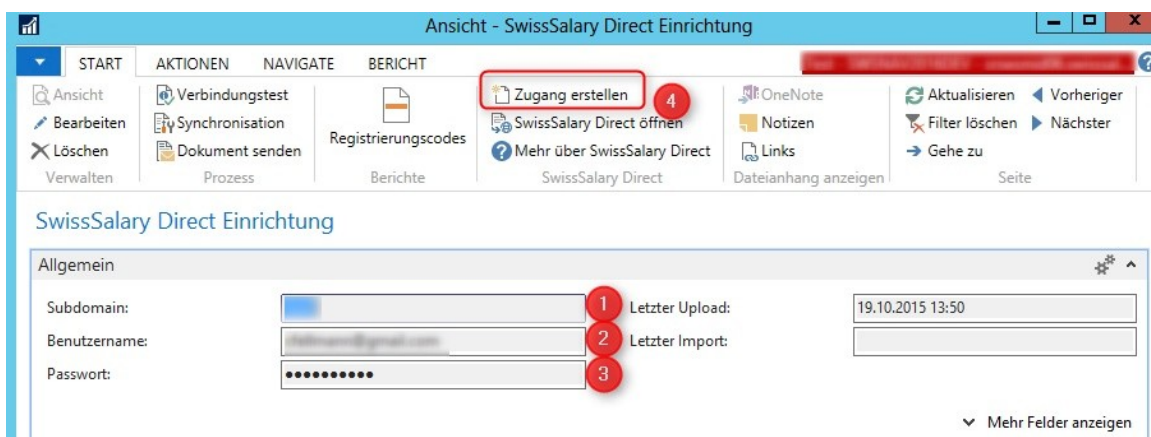 Ansicht - SwissSalary Direct Einrichtung
START AKTIONEN NAVIGATE BERICHT
Ansicht Verbindungstest Zugang erstellen 4 OneNote Aktualisieren Vorheriger
Bearbeiten Synchronisation Registrierungscodes SwissSalary Direct öffnen Notizen Filter löschen Nächster
Löschen Dokument senden Mehr über SwissSalary Direct Links Gehe zu
Verwalten Prozess Berichte SwissSalary Direct Dateianhang anzeigen Seite
SwissSalary Direct Einrichtung
Allgemein
Subdomain: 1 Letzter Upload: 19.10.2015 13:50
Benutzername: 2 Letzter Import:
Passwort: 3
Mehr Felder anzeigen